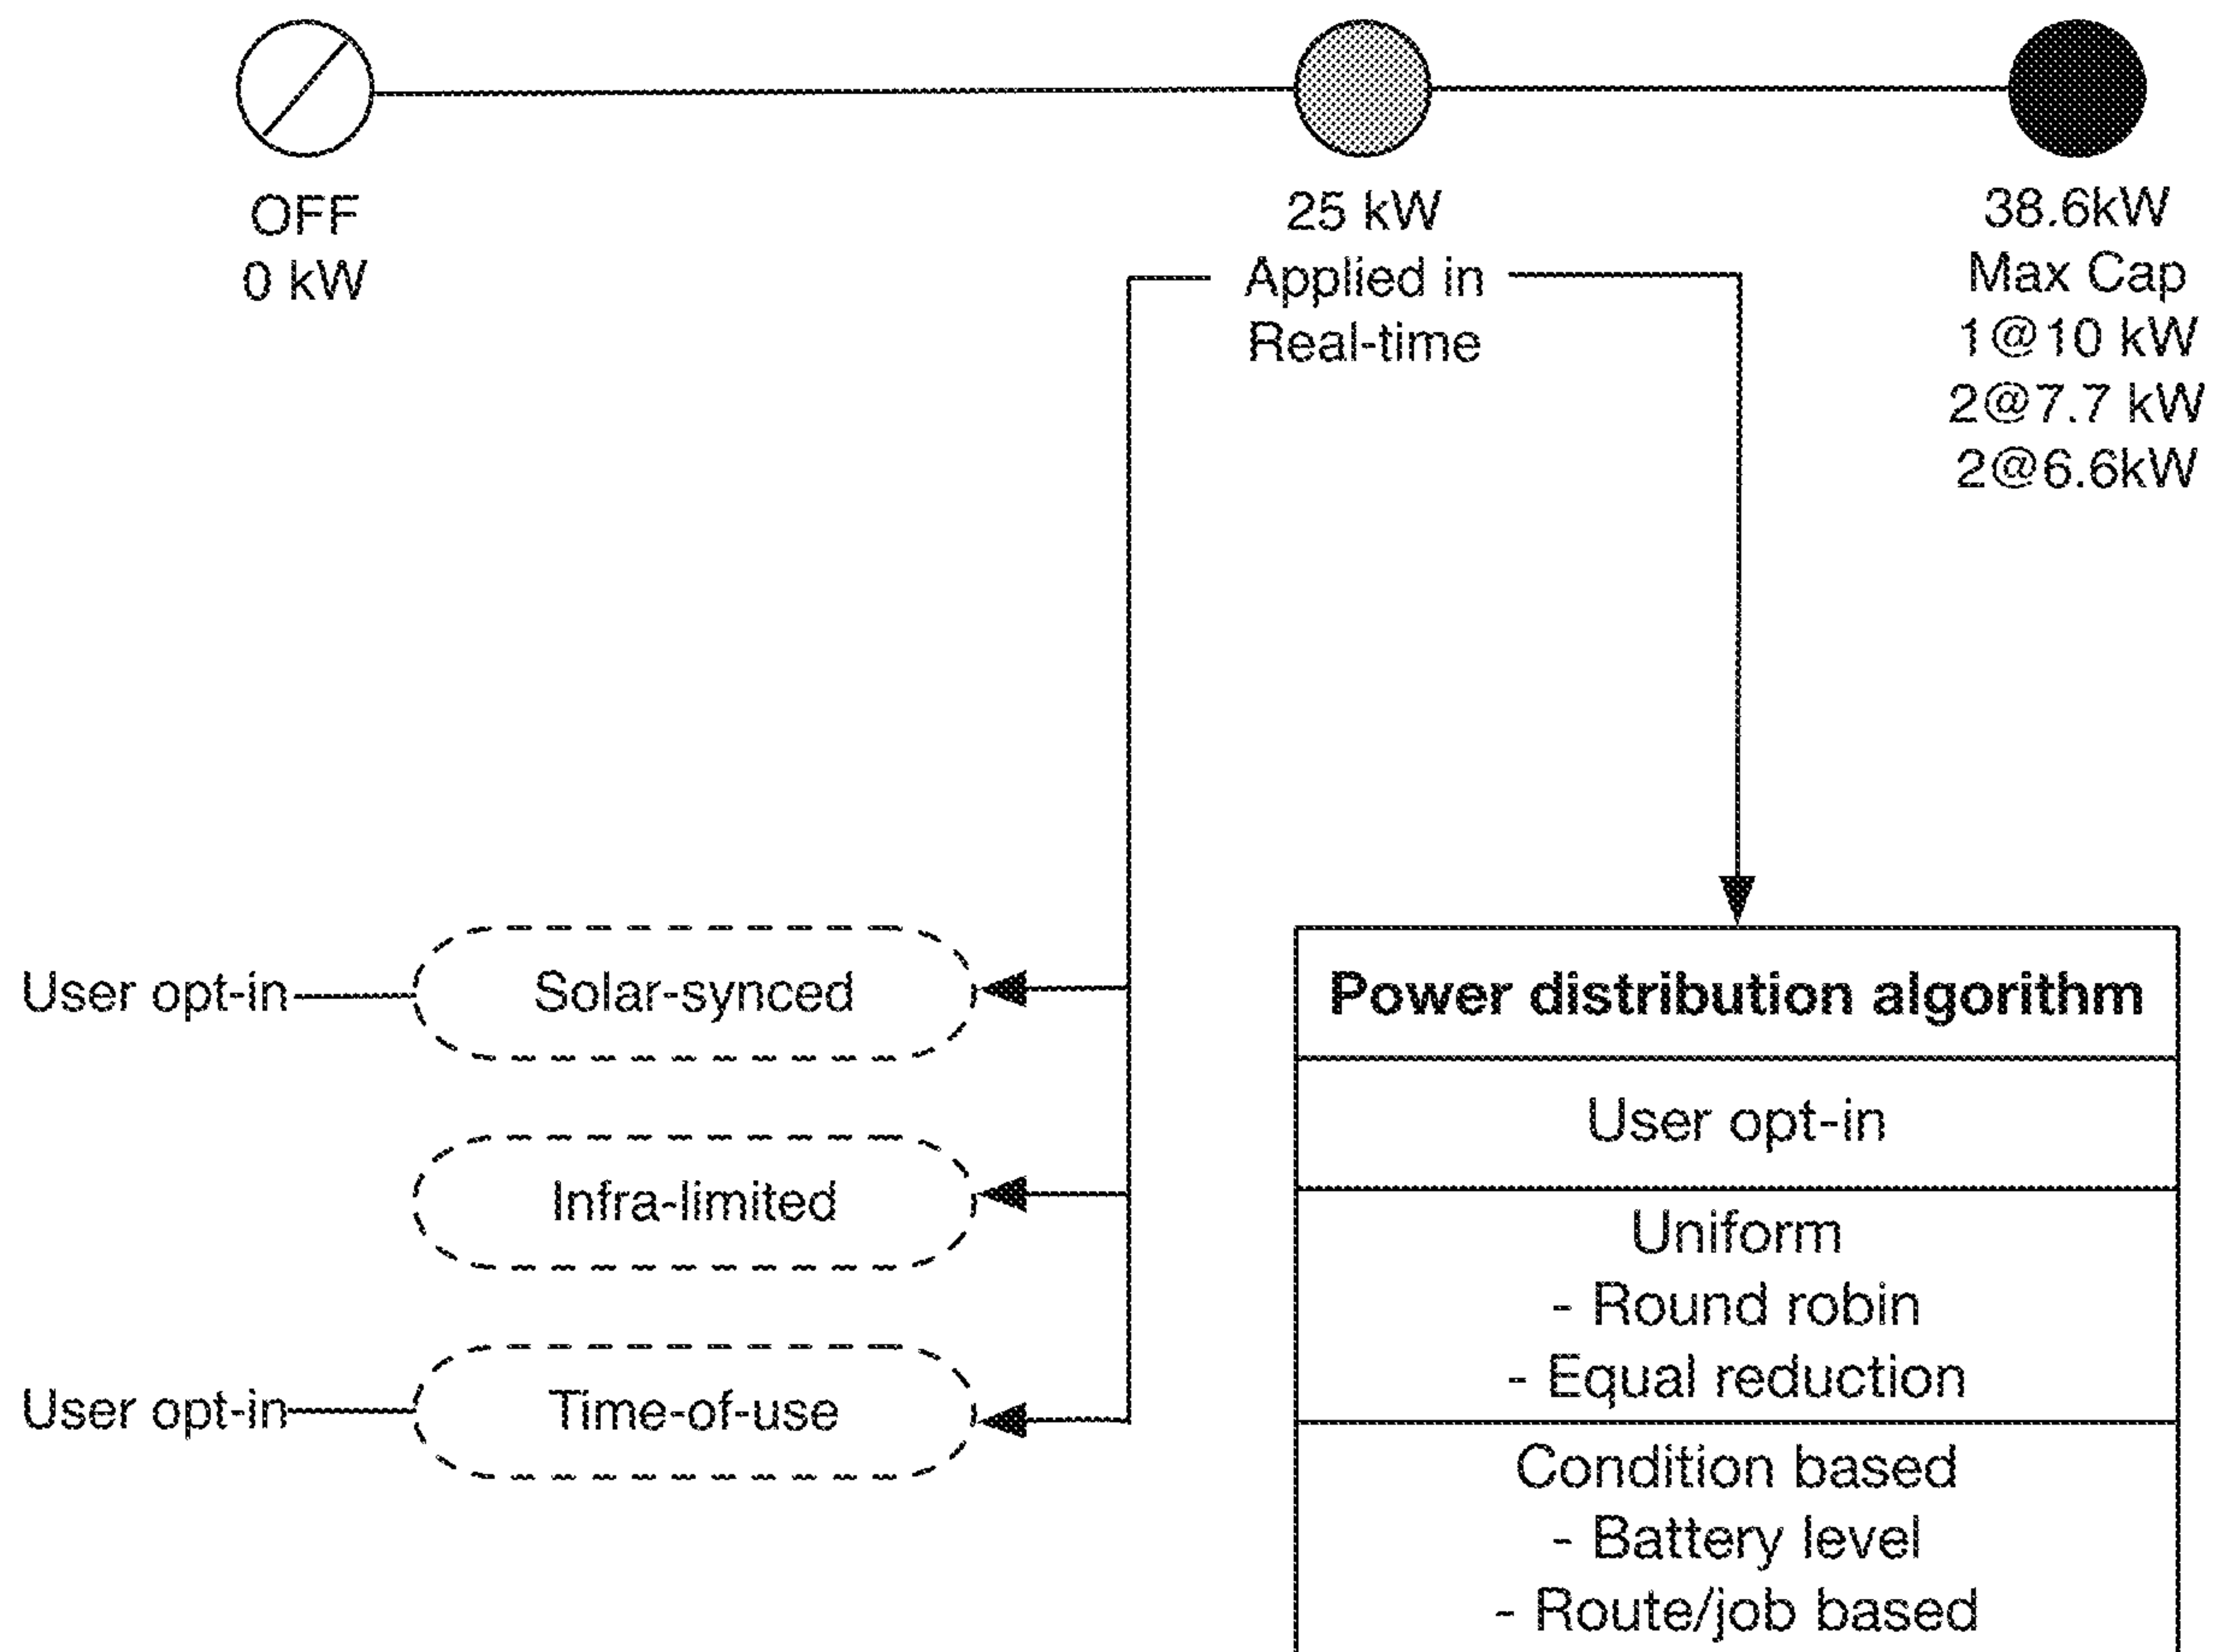 OFF
0 kW
25 kW
Applied in
Real-time
38.6kW
Max Cap
1@10 kW
2@7.7 kW
2@6.6kW
User opt-in
Solar-synced
Infra-limited
User opt-in
Time-of-use
Power distribution algorithm
User opt-in
Uniform
- Round robin
- Equal reduction
Condition based
- Battery level
- Route/job based